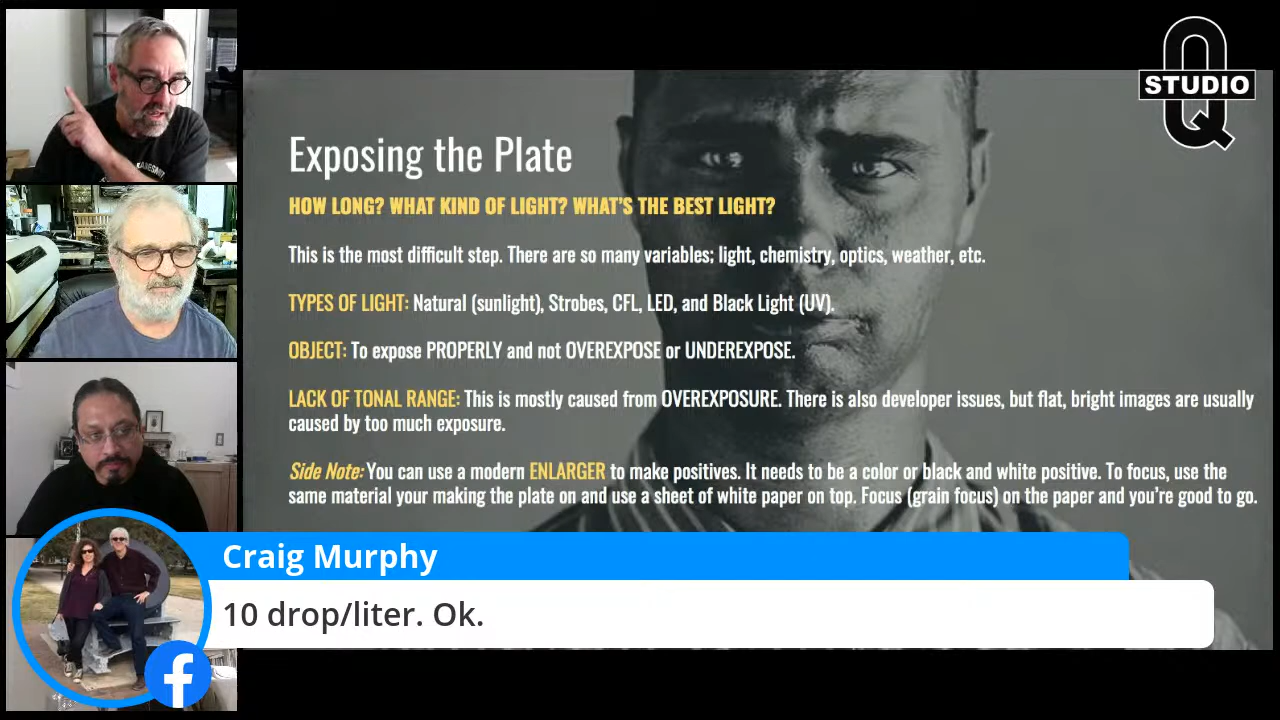 STUDIO
Q
Exposing the Plate
HOW LONG? WHAT KIND OF LIGHT? WHAT'S THE BEST LIGHT?
This is the most difficult step. There are so many variables; light, chemistry, optics, weather, etc.
TYPES OF LIGHT: Natural (sunlight), Strobes, CFL, LED, and Black Light (UV).
OBJECT: To expose PROPERLY and not OVEREXPOSE or UNDEREXPOSE.
LACK OF TONAL RANGE: This is mostly caused from OVEREXPOSURE. There is also developer issues, but flat, bright images are usually
caused by too much exposure.
Side Note: You can use a modern ENLARGER to make positives. It needs to be a color or black and white positive. To focus, use the
same material your making the plate on and use a sheet of white paper on top. Focus (grain focus) on the paper and you're good to go.
Craig Murphy
10 drop/liter. Ok.